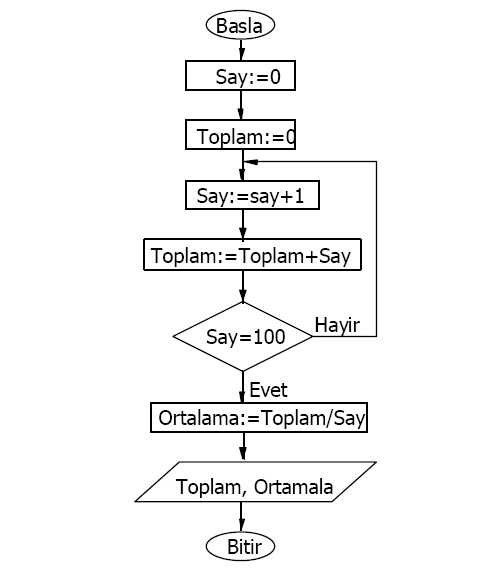 Basla
Say:=0
Toplam:=0
Say:=say+1
Toplam:=Toplam+Say
Say=100
Hayir
Evet
Ortalama:=Toplam/Say
Toplam, Ortamala
Bitir